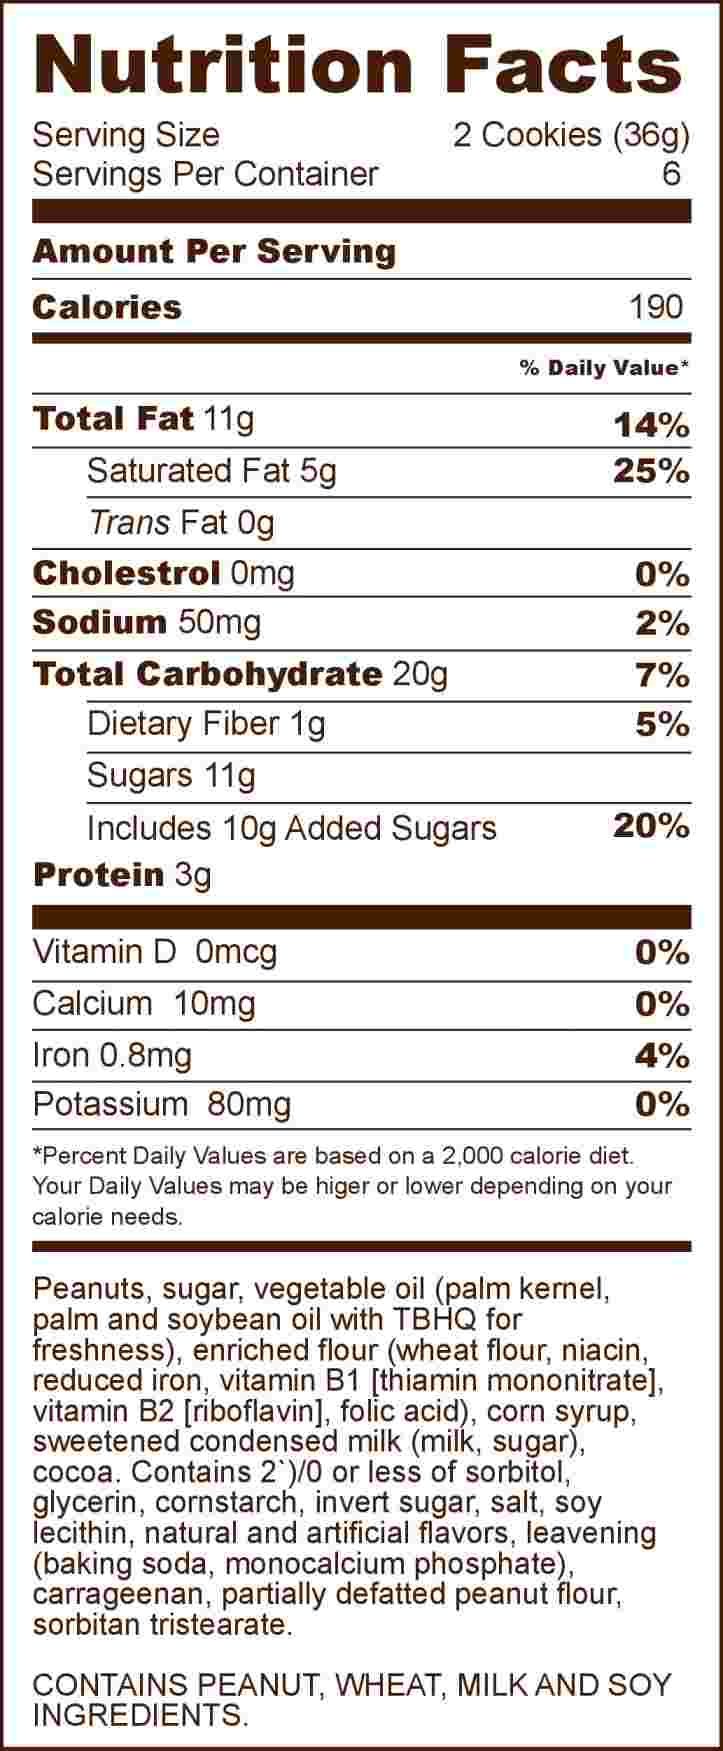 Nutrition Facts
Serving Size 2 Cookies (36g)
Servings Per Container 6
Amount Per Serving
Calories 190
% Daily Value*
Total Fat 11g 14%
Saturated Fat 5g 25%
Trans Fat 0g
Cholestrol 0mg 0%
Sodium 50mg 2%
Total Carbohydrate 20g 7%
Dietary Fiber 1g 5%
Sugars 11g
Includes 10g Added Sugars 20%
Protein 3g
Vitamin D 0mcg 0%
Calcium 10mg 0%
Iron 0.8mg 4%
Potassium 80mg 0%
*Percent Daily Values are based on a 2,000 calorie diet.
Your Daily Values may be higer or lower depending on your
calorie needs.
Peanuts, sugar, vegetable oil (palm kernel,
palm and soybean oil with TBHQ for
freshness), enriched flour (wheat flour, niacin,
reduced iron, vitamin B1 [thiamin mononitrate],
vitamin B2 [riboflavin], folic acid), corn syrup,
sweetened condensed milk (milk, sugar),
cocoa. Contains 2`)/0 or less of sorbitol,
glycerin, cornstarch, invert sugar, salt, soy
lecithin, natural and artificial flavors, leavening
(baking soda, monocalcium phosphate),
carrageenan, partially defatted peanut flour,
sorbitan tristearate.
CONTAINS PEANUT, WHEAT, MILK AND SOY
INGREDIENTS.